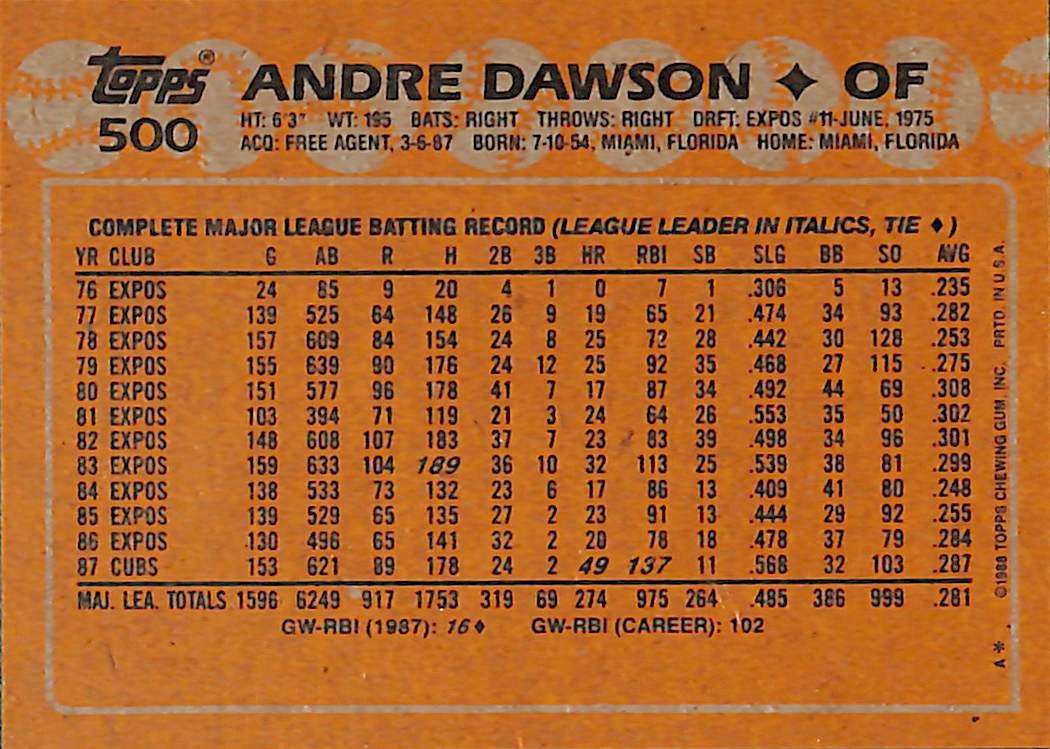 Topps® ANDRE DAWSON ✦ OF
500 HT: 6'3" WT: 195 BATS: RIGHT THROWS: RIGHT DRFT: EXPOS #11-JUNE, 1975
ACQ: FREE AGENT, 3-6-87 BORN: 7-10-54, MIAMI, FLORIDA HOME: MIAMI, FLORIDA
COMPLETE MAJOR LEAGUE BATTING RECORD (LEAGUE LEADER IN ITALICS, TIE ♦)
YR CLUB G AB R H 2B 3B HR RBI SB SLG BB SO AVG
76 EXPOS 24 85 9 20 4 1 0 7 1 .306 5 13 .235
77 EXPOS 139 525 64 148 26 9 19 65 21 .474 34 93 .282
78 EXPOS 157 609 84 154 24 8 25 72 28 .442 30 128 .253
79 EXPOS 155 639 90 176 24 12 25 92 35 .468 27 115 .275
80 EXPOS 151 577 96 178 41 7 17 87 34 .492 44 69 .308
81 EXPOS 103 394 71 119 21 3 24 64 26 .553 35 50 .302
82 EXPOS 148 608 107 183 37 7 23 83 39 .498 34 96 .301
83 EXPOS 159 633 104 189 36 10 32 113 25 .539 38 81 .299
84 EXPOS 138 533 73 132 23 6 17 86 13 .409 41 80 .248
85 EXPOS 139 529 65 135 27 2 23 91 13 .444 29 92 .255
86 EXPOS 130 496 65 141 32 2 20 78 18 .478 37 79 .284
87 CUBS 153 621 89 178 24 2 49 137 11 .568 32 103 .287
MAJ. LEA. TOTALS 1596 6249 917 1753 319 69 274 975 264 .485 386 999 .281
GW-RBI (1987): 16♦ GW-RBI (CAREER): 102
A* ©1988 TOPPS CHEWING GUM, INC. PRTD. IN U.S.A.